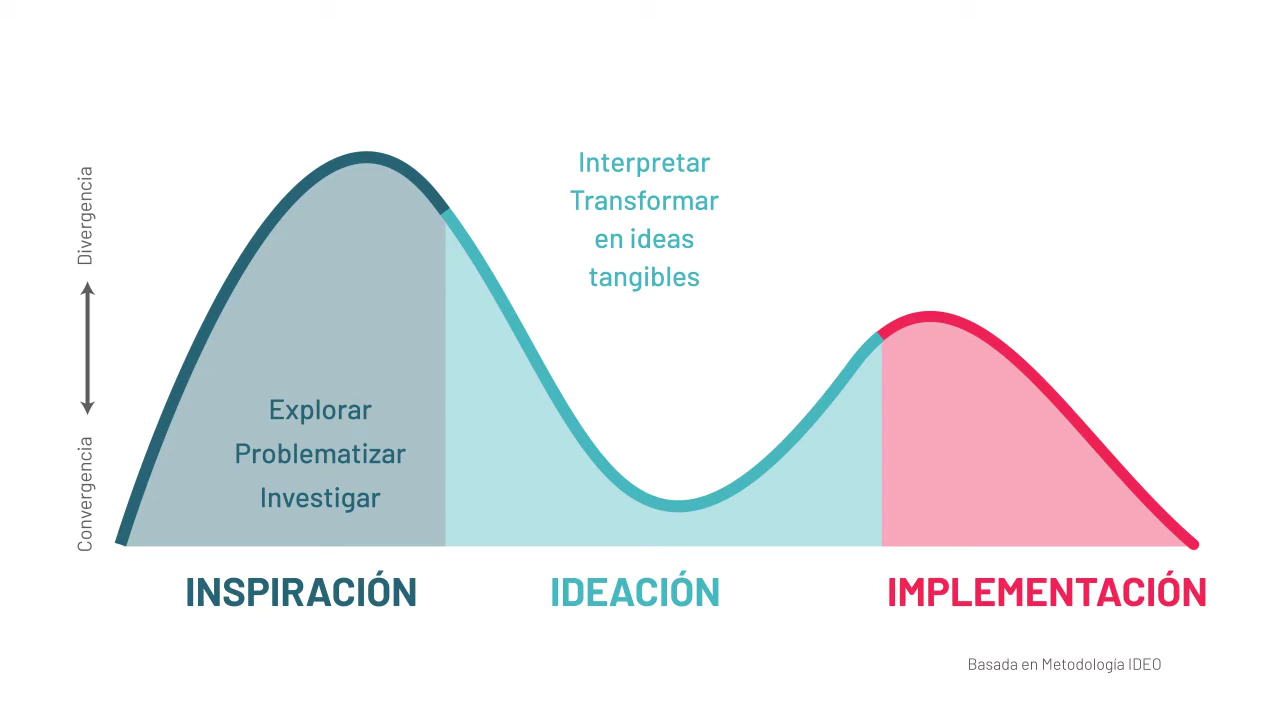 Divergencia
Convergencia
Explorar
Problematizar
Investigar
Interpretar
Transformar
en ideas
tangibles
INSPIRACIÓN
IDEACIÓN
IMPLEMENTACIÓN
Basada en Metodología IDEO